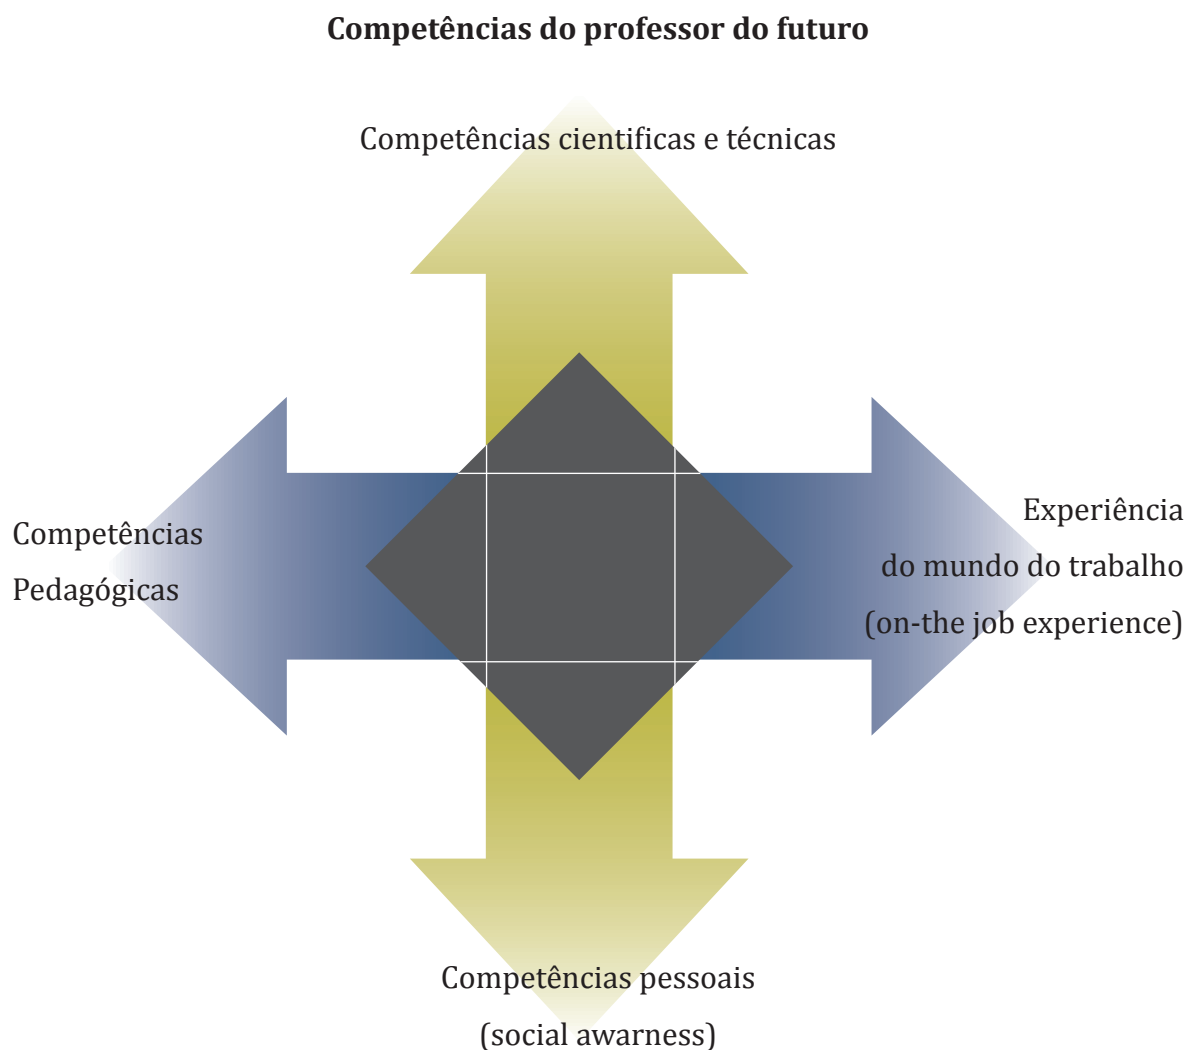 Competências do professor do futuro
Competências cientificas e técnicas
Competências
Pedagógicas
Experiência
do mundo do trabalho
(on-the job experience)
Competências pessoais
(social awarness)